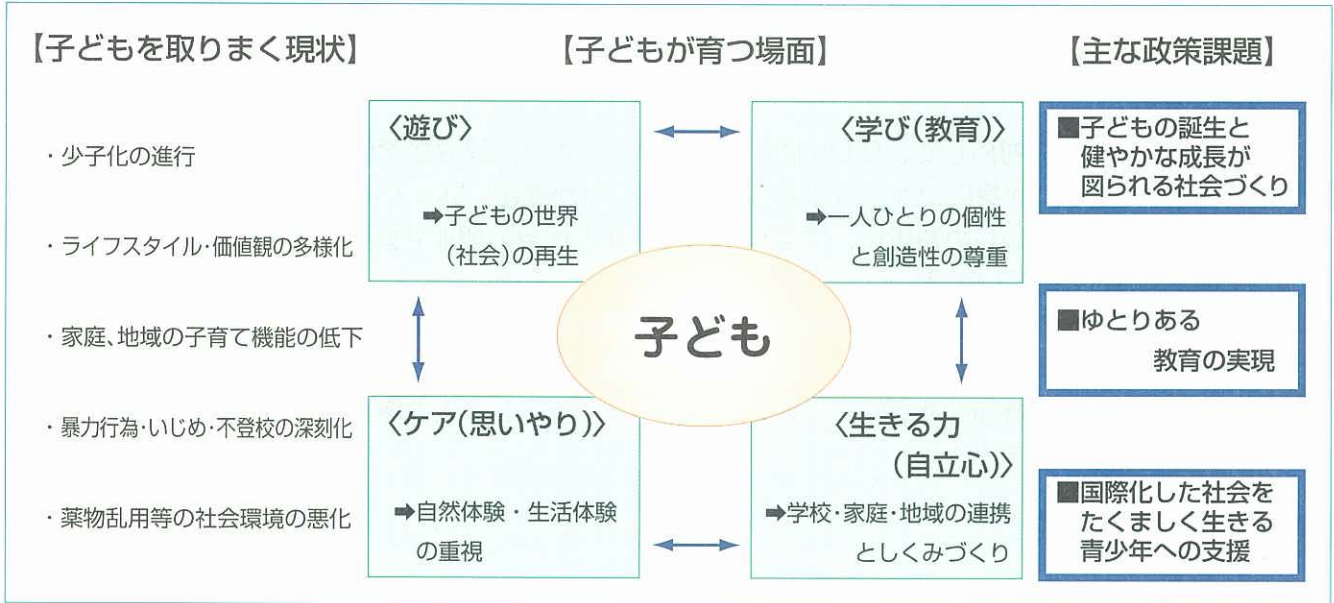 【子どもを取りまく現状】
・少子化の進行
・ライフスタイル・価値観の多様化
・家庭、地域の子育て機能の低下
・暴力行為・いじめ・不登校の深刻化
・薬物乱用等の社会環境の悪化
【子どもが育つ場面】
〈遊び〉
➡子どもの世界
(社会)の再生
〈学び(教育)〉
➡一人ひとりの個性
と創造性の尊重
子ども
〈ケア(思いやり)〉
➡自然体験・生活体験
の重視
〈生きる力
(自立心)〉
➡学校・家庭・地域の連携
としくみづくり
【主な政策課題】
■子どもの誕生と
健やかな成長が
図られる社会づくり
■ゆとりある
教育の実現
■国際化した社会を
たくましく生きる
青少年への支援